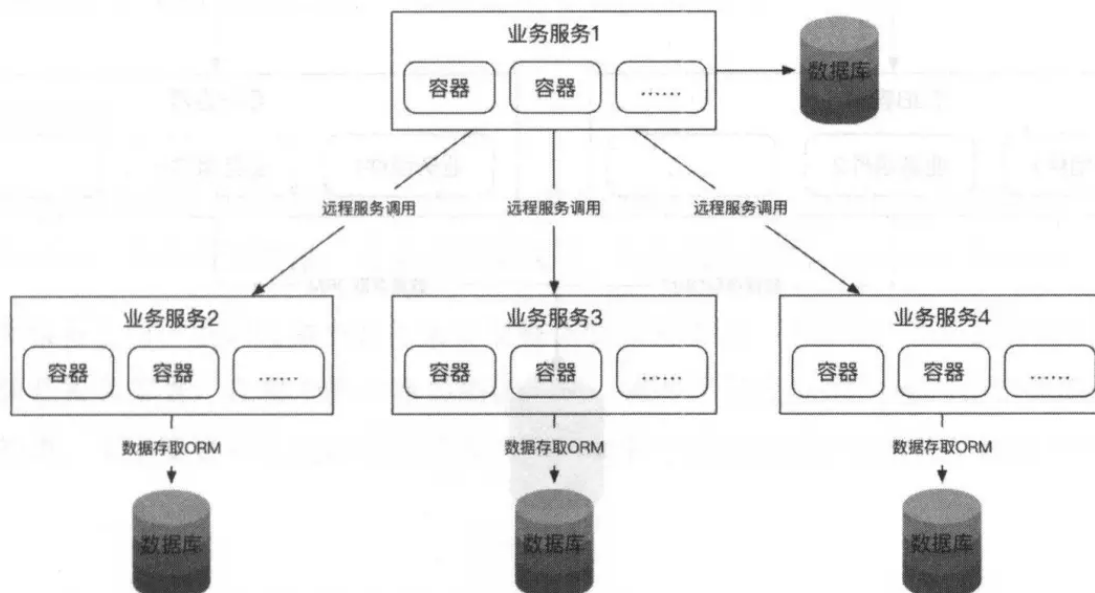 业务服务1
容器 容器 ......
数据库
远程服务调用 远程服务调用 远程服务调用
业务服务2 业务服务3 业务服务4
容器 容器 ...... 容器 容器 ...... 容器 容器 ......
数据存取ORM 数据存取ORM 数据存取ORM
数据库 数据库 数据库